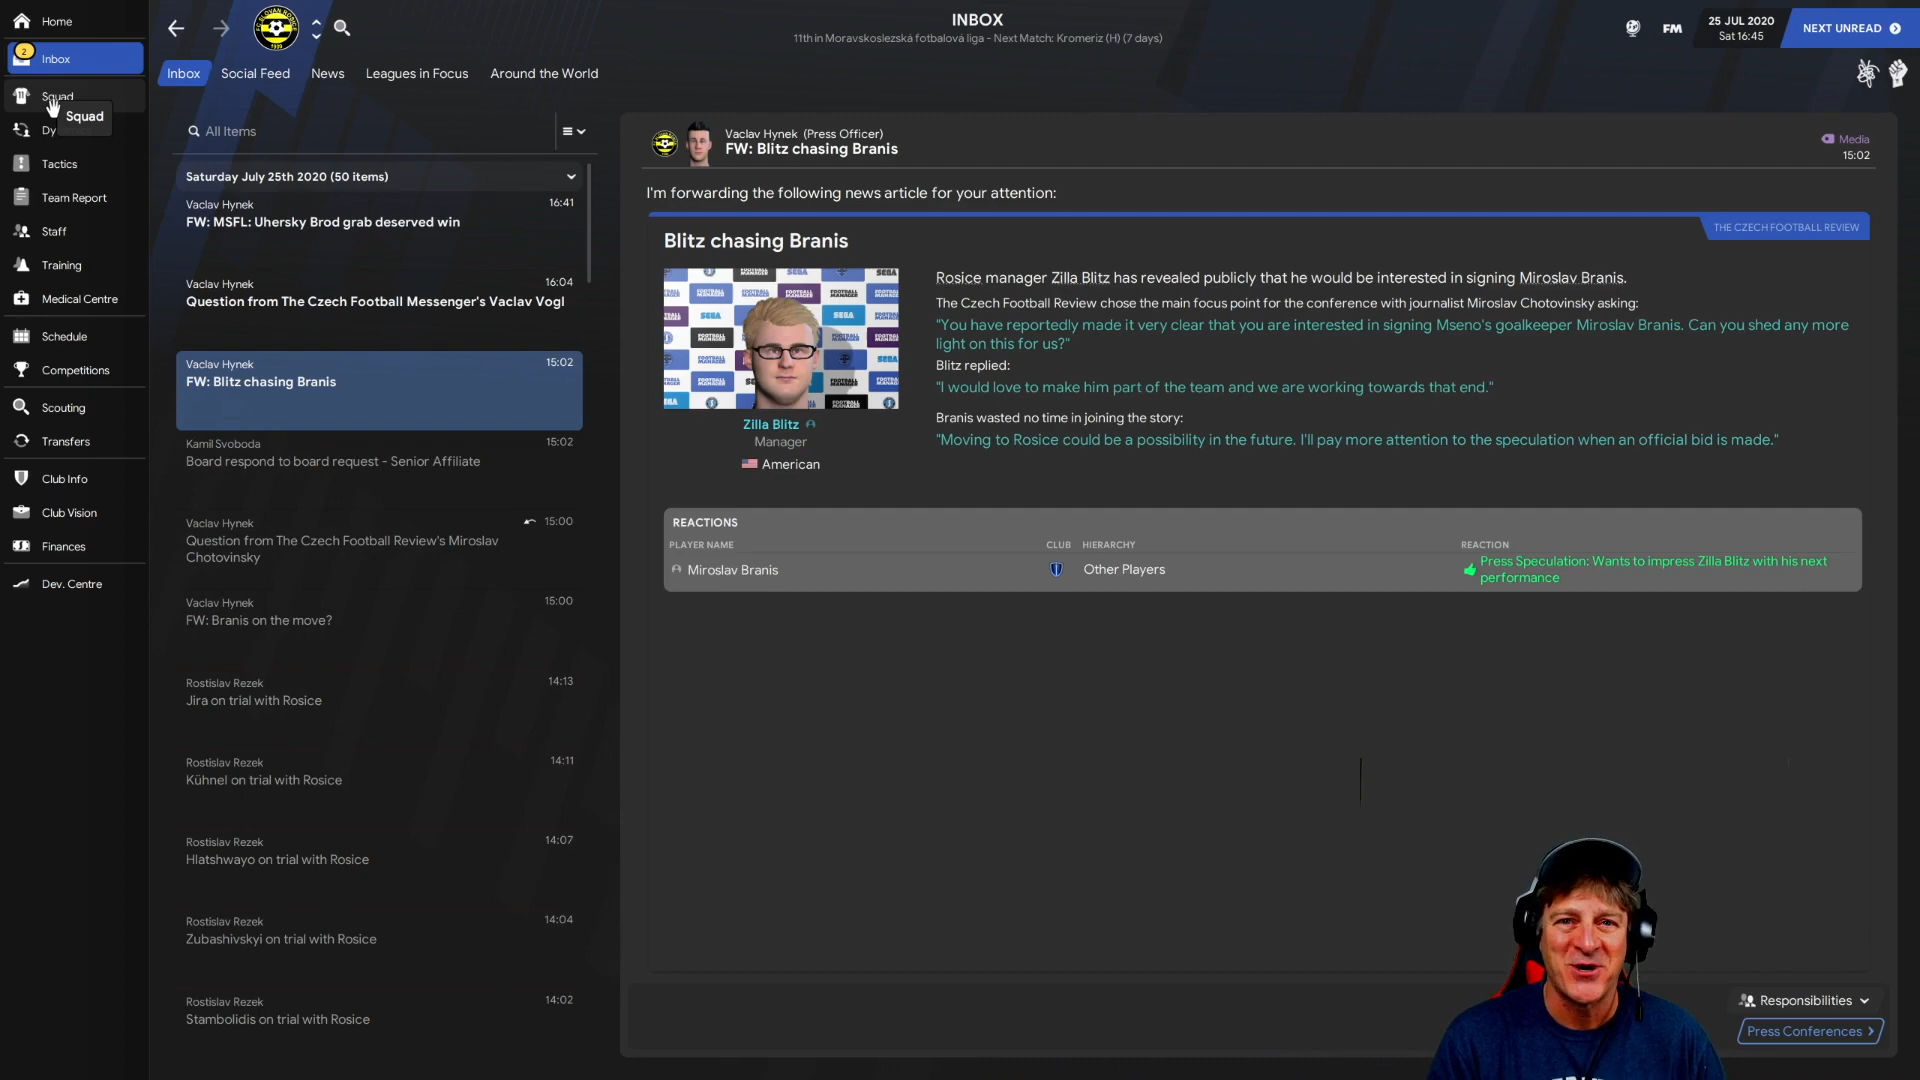 Home
2
Inbox
Squad
Squad
Dy
Tactics
Team Report
Staff
Training
Medical Centre
Schedule
Competitions
Scouting
Transfers
Club Info
Club Vision
Finances
Dev. Centre
INBOX
11th in Moravskoslezská fotbalová liga - Next Match: Kromeriz (H) (7 days)
FM
25 JUL 2020
Sat 16:45
NEXT UNREAD
Inbox Social Feed News Leagues in Focus Around the World
All Items
Saturday July 25th 2020 (50 items)
Vaclav Hynek 16:41
FW: MSFL: Uhersky Brod grab deserved win
Vaclav Hynek 16:04
Question from The Czech Football Messenger's Vaclav Vogl
Vaclav Hynek 15:02
FW: Blitz chasing Branis
Kamil Svoboda 15:02
Board respond to board request - Senior Affiliate
Vaclav Hynek 15:00
Question from The Czech Football Review's Miroslav
Chotovinsky
Vaclav Hynek 15:00
FW: Branis on the move?
Rostislav Rezek 14:13
Jira on trial with Rosice
Rostislav Rezek 14:11
Kühnel on trial with Rosice
Rostislav Rezek 14:07
Hlatshwayo on trial with Rosice
Rostislav Rezek 14:04
Zubashivskyi on trial with Rosice
Rostislav Rezek 14:02
Stambolidis on trial with Rosice
Vaclav Hynek (Press Officer)
FW: Blitz chasing Branis
Media
15:02
I'm forwarding the following news article for your attention:
THE CZECH FOOTBALL REVIEW
Blitz chasing Branis
Zilla Blitz
Manager
American
Rosice manager Zilla Blitz has revealed publicly that he would be interested in signing Miroslav Branis.
The Czech Football Review chose the main focus point for the conference with journalist Miroslav Chotovinsky asking:
"You have reportedly made it very clear that you are interested in signing Mseno's goalkeeper Miroslav Branis. Can you shed any more
light on this for us?"
Blitz replied:
"I would love to make him part of the team and we are working towards that end."
Branis wasted no time in joining the story:
"Moving to Rosice could be a possibility in the future. I'll pay more attention to the speculation when an official bid is made."
REACTIONS
PLAYER NAME CLUB HIERARCHY REACTION
Miroslav Branis Other Players Press Speculation: Wants to impress Zilla Blitz with his next
performance
Responsibilities
Press Conferences